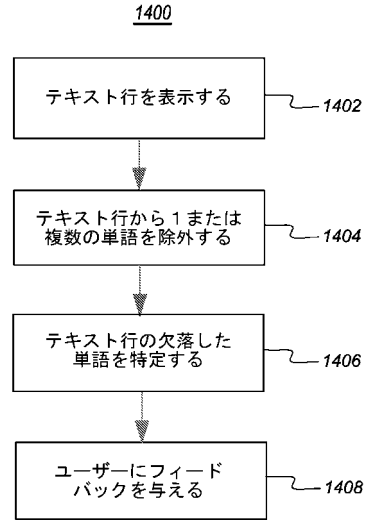 1400
テキスト行を表示する
1402
テキスト行から1または
複数の単語を除外する
1404
テキスト行の欠落した
単語を特定する
1406
ユーザーにフィード
バックを与える
1408